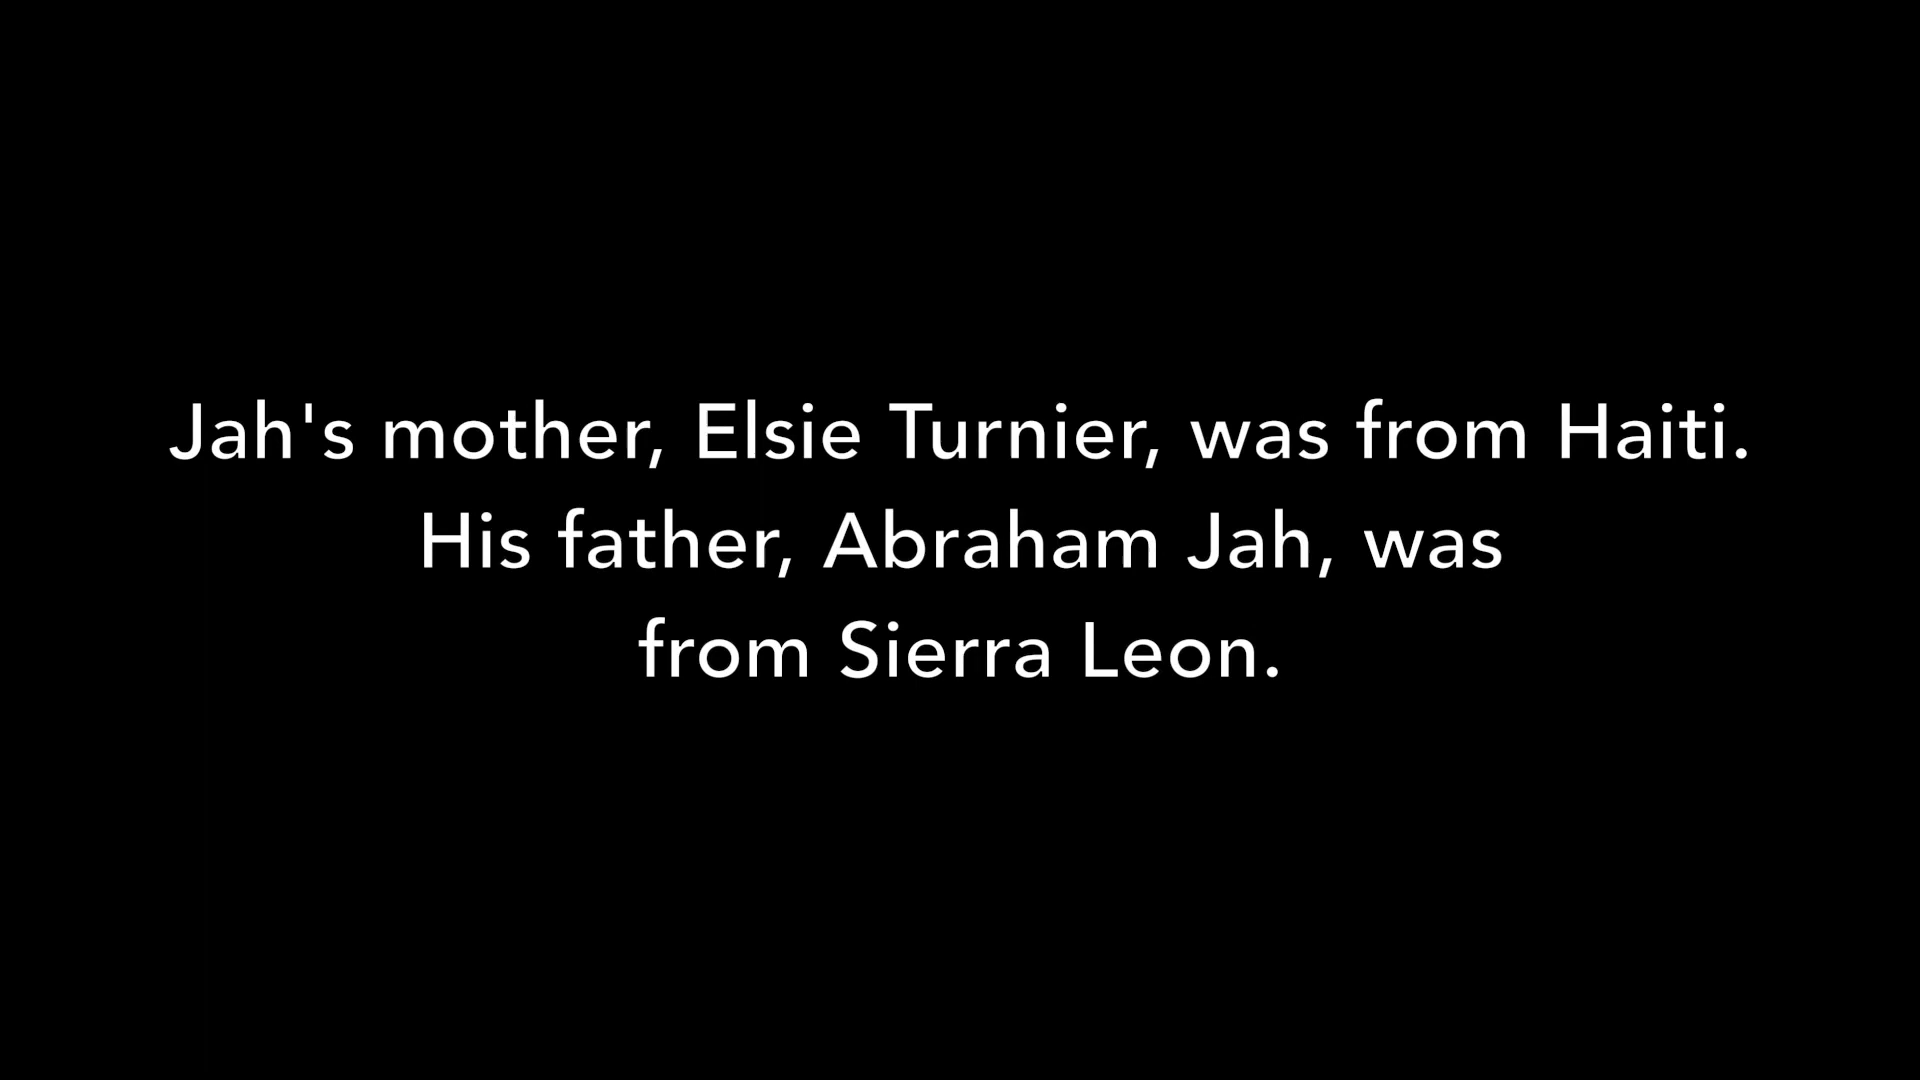 Jah's mother, Elsie Turnier, was from Haiti.
His father, Abraham Jah, was
from Sierra Leon.